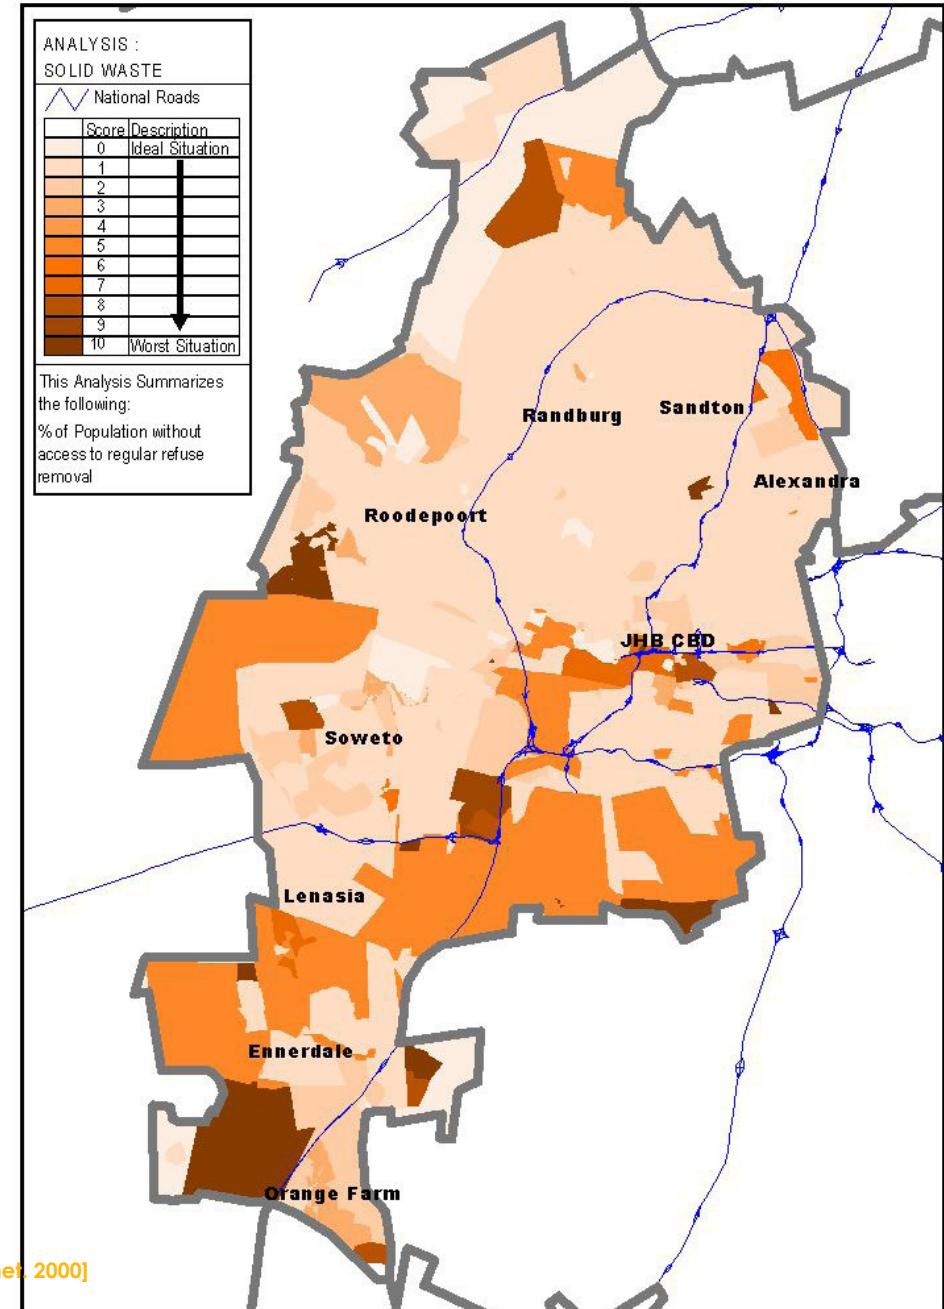 ANALYSIS :
SOLID WASTE
National Roads
Score Description
0 Ideal Situation
1
2
3
4
5
6
7
8
9
10 Worst Situation
This Analysis Summarizes
the following:
% of Population without
access to regular refuse
removal
Randburg
Sandton
Alexandra
Roodepoort
JHB CBD
Soweto
Lenasia
Ennerdale
Orange Farm
2000]